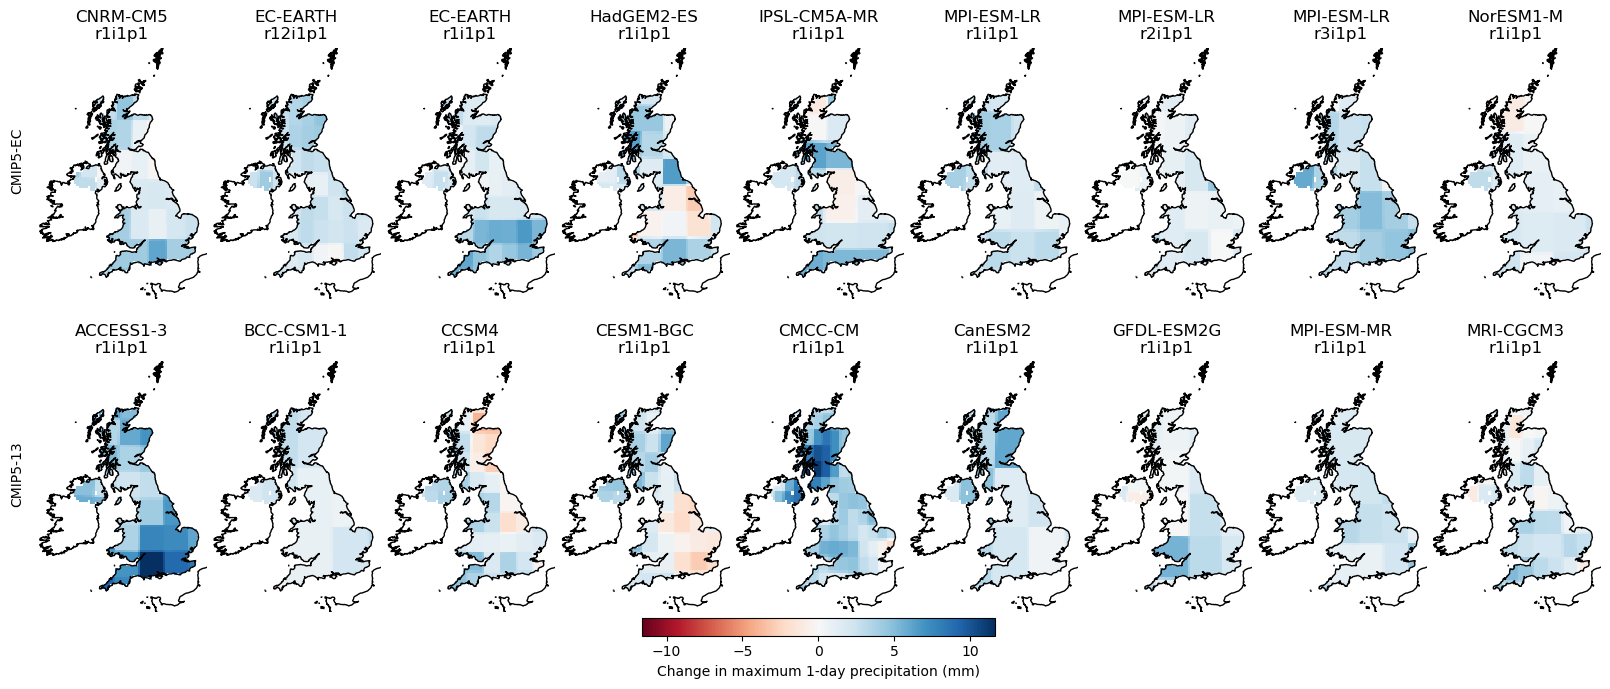 CNRM-CM5
r1i1p1
EC-EARTH
r12i1p1
EC-EARTH
r1i1p1
HadGEM2-ES
r1i1p1
IPSL-CM5A-MR
r1i1p1
MPI-ESM-LR
r1i1p1
MPI-ESM-LR
r2i1p1
MPI-ESM-LR
r3i1p1
NorESM1-M
r1i1p1
CMIP5-EC
ACCESS1-3
r1i1p1
BCC-CSM1-1
r1i1p1
CCSM4
r1i1p1
CESM1-BGC
r1i1p1
CMCC-CM
r1i1p1
CanESM2
r1i1p1
GFDL-ESM2G
r1i1p1
MPI-ESM-MR
r1i1p1
MRI-CGCM3
r1i1p1
CMIP5-13
−10 −5 0 5 10
Change in maximum 1-day precipitation (mm)